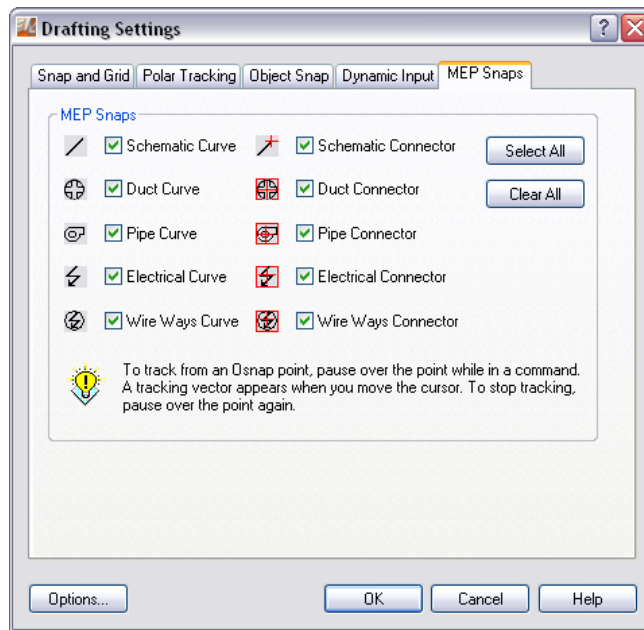 Drafting Settings
Snap and Grid
Polar Tracking
Object Snap
Dynamic Input
MEP Snaps
MEP Snaps
Schematic Curve
Schematic Connector
Select All
Duct Curve
Duct Connector
Clear All
Pipe Curve
Pipe Connector
Electrical Curve
Electrical Connector
Wire Ways Curve
Wire Ways Connector
To track from an Osnap point, pause over the point while in a command.
A tracking vector appears when you move the cursor. To stop tracking,
pause over the point again.
Options...
OK
Cancel
Help